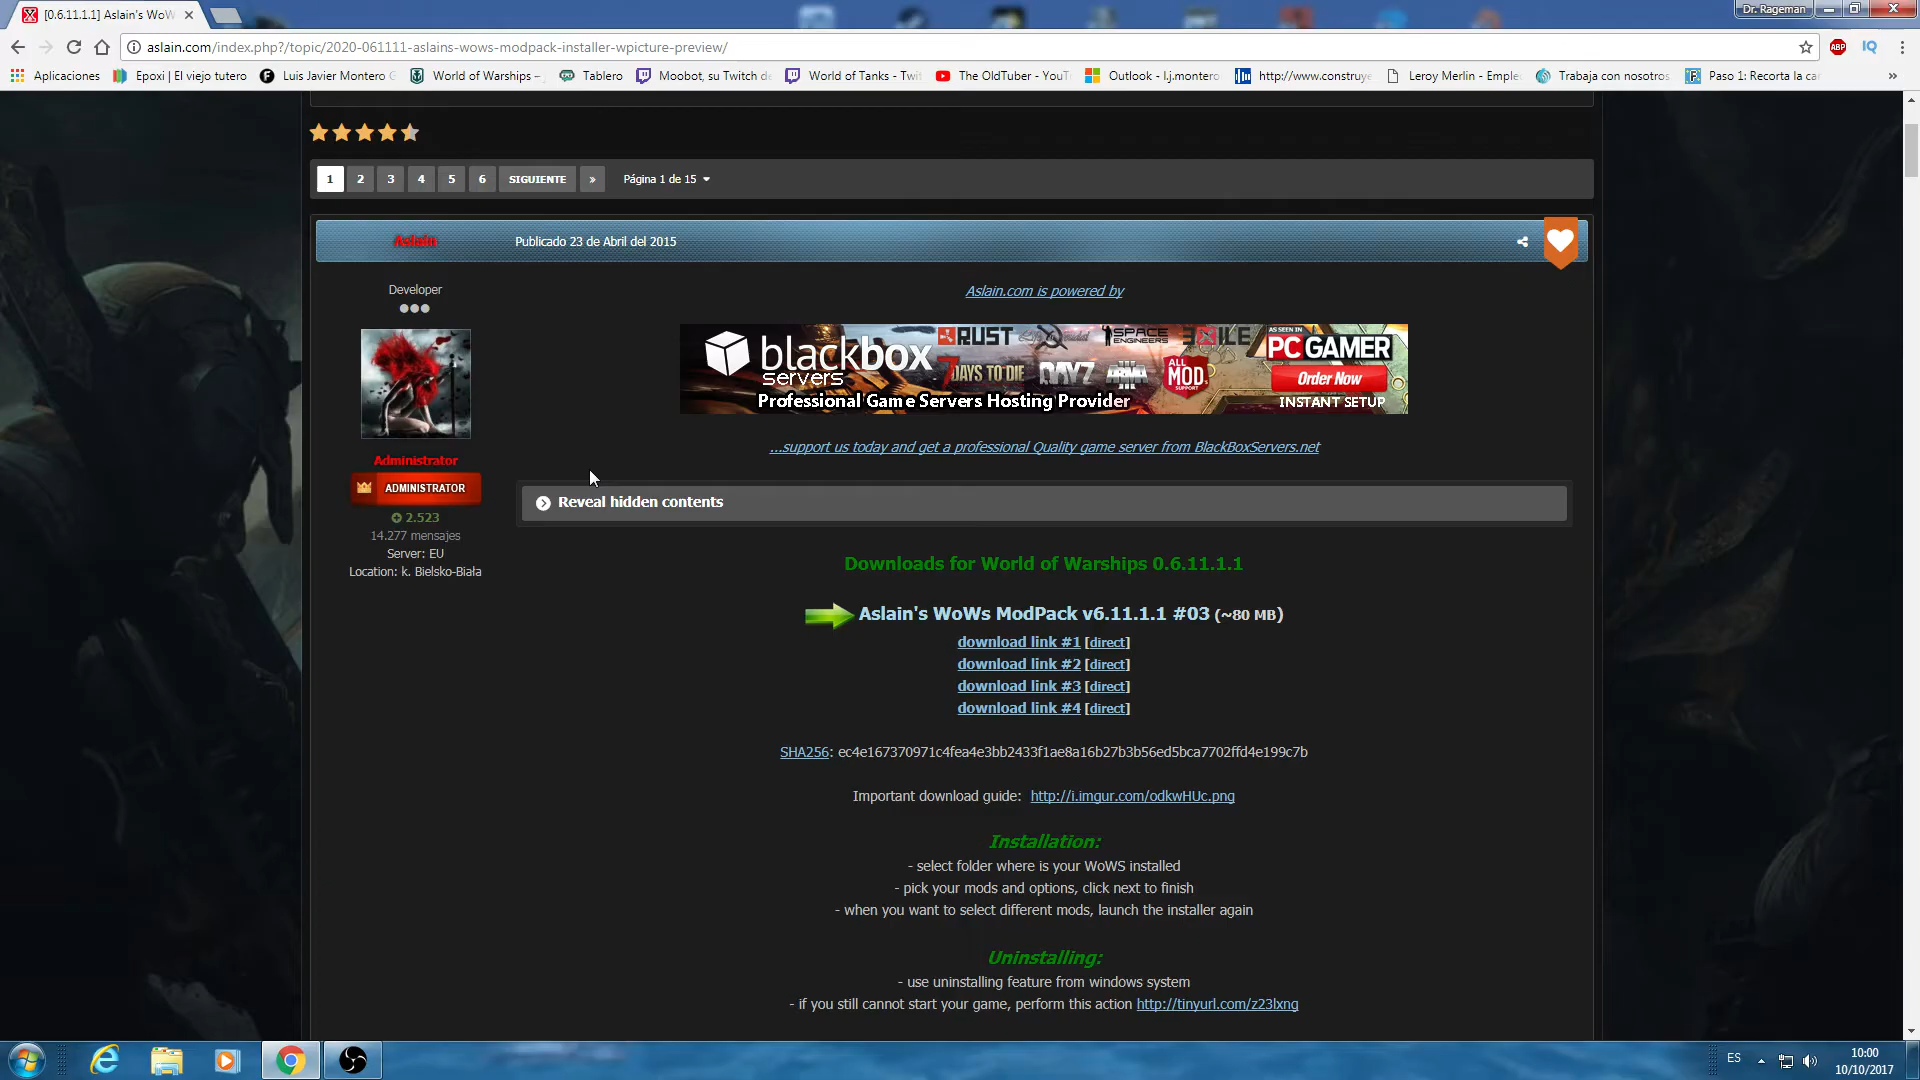 [0.6.11.1.1] Aslain's WoW
Dr. Rageman
aslain.com/index.php?/topic/2020-061111-aslains-wows-modpack-installer-wpicture-preview/
ABP
IQ
Aplicaciones
Epoxi | El viejo tutero
Luis Javier Montero G
World of Warships –
Tablero
Moobot, su Twitch de
World of Tanks - Twit
The OldTuber - YouTu
Outlook - l.j.montero
http://www.construye
Leroy Merlin - Emple
Trabaja con nosotros
Paso 1: Recorta la ca
»
1 2 3 4 5 6 SIGUIENTE » Página 1 de 15
Aslain
Publicado 23 de Abril del 2015
Developer
Aslain.com is powered by
blackbox
servers
RUST
SPACE
ENGINEERS
7 DAYS TO DIE
DAYZ
ARMA
ALL
MODS
SUPPORT
AS SEEN IN
PC GAMER
Order Now
INSTANT SETUP
Professional Game Servers Hosting Provider
...support us today and get a professional Quality game server from BlackBoxServers.net
Administrator
ADMINISTRATOR
2.523
14.277 mensajes
Server: EU
Location: k. Bielsko-Biała
Reveal hidden contents
Downloads for World of Warships 0.6.11.1.1
Aslain's WoWs ModPack v6.11.1.1 #03 (~80 MB)
download link #1 [direct]
download link #2 [direct]
download link #3 [direct]
download link #4 [direct]
SHA256: ec4e167370971c4fea4e3bb2433f1ae8a16b27b3b56ed5bca7702ffd4e199c7b
Important download guide: http://i.imgur.com/odkwHUc.png
Installation:
- select folder where is your WoWS installed
- pick your mods and options, click next to finish
- when you want to select different mods, launch the installer again
Uninstalling:
- use uninstalling feature from windows system
- if you still cannot start your game, perform this action http://tinyurl.com/z23lxng
ES
10:00
10/10/2017